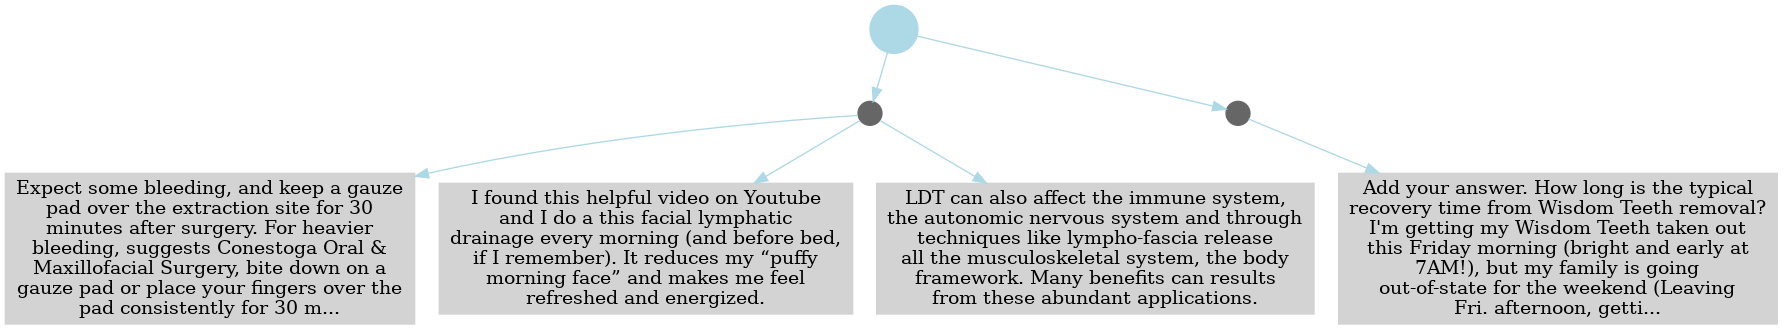 Expect some bleeding, and keep a gauze
pad over the extraction site for 30
minutes after surgery. For heavier
bleeding, suggests Conestoga Oral &
Maxillofacial Surgery, bite down on a
gauze pad or place your fingers over the
pad consistently for 30 m...
I found this helpful video on Youtube
and I do a this facial lymphatic
drainage every morning (and before bed,
if I remember). It reduces my “puffy
morning face” and makes me feel
refreshed and energized.
LDT can also affect the immune system,
the autonomic nervous system and through
techniques like lympho-fascia release
all the musculoskeletal system, the body
framework. Many benefits can results
from these abundant applications.
Add your answer. How long is the typical
recovery time from Wisdom Teeth removal?
I'm getting my Wisdom Teeth taken out
this Friday morning (bright and early at
7AM!), but my family is going
out-of-state for the weekend (Leaving
Fri. afternoon, getti...